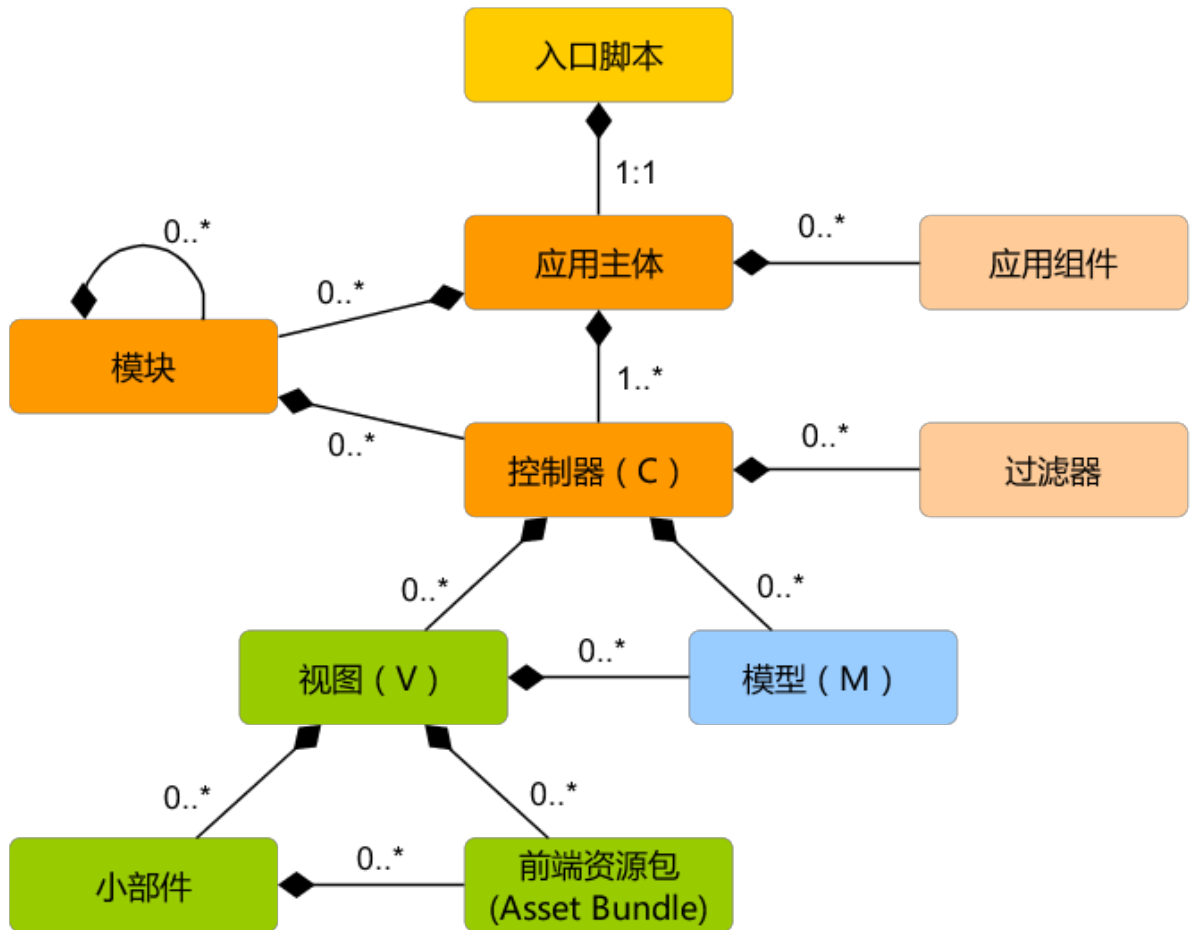 入口脚本
1:1
应用主体
0..*
应用组件
0..*
0..*
模块
1..*
0..*
控制器（C）
0..*
过滤器
0..*
0..*
视图（V）
0..*
模型（M）
0..*
0..*
小部件
0..*
前端资源包
(Asset Bundle)